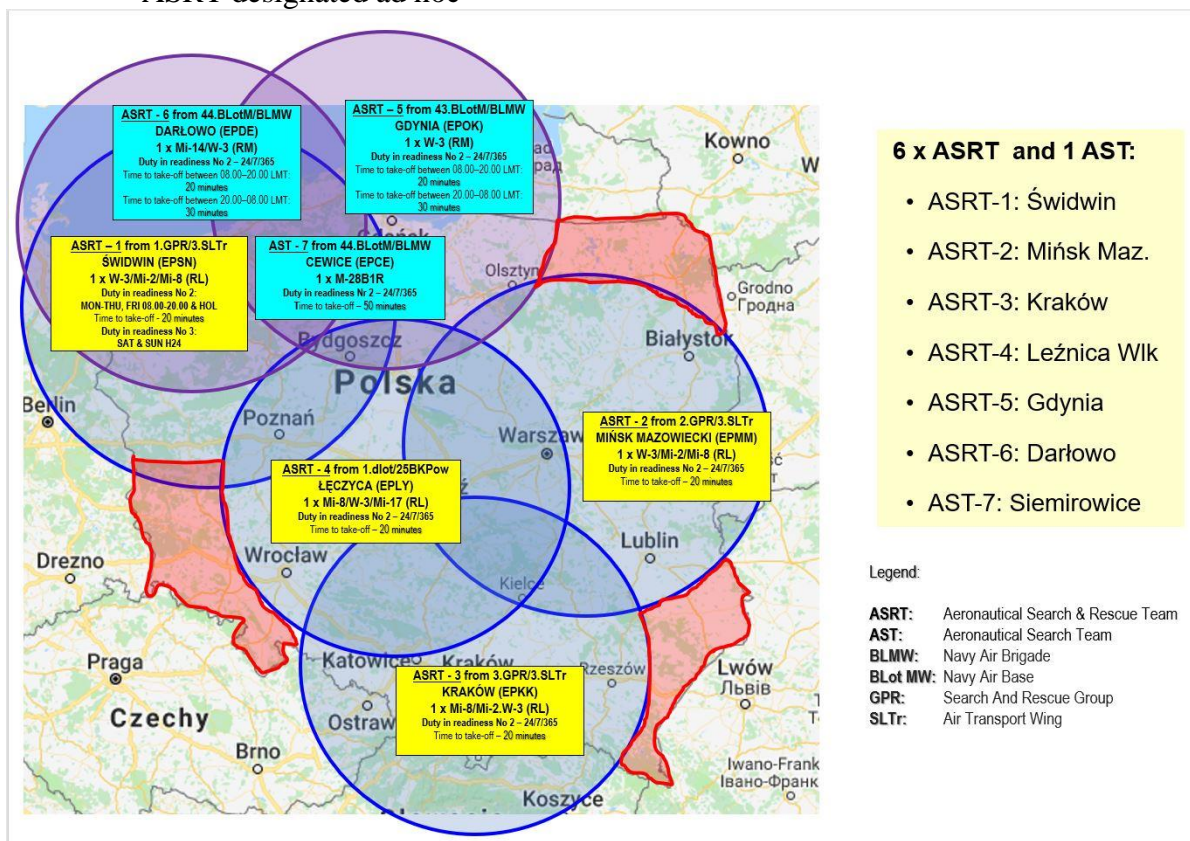 ASRT designated ad hoc
ASRT - 6 from 44.BLotM/BLMW
DARŁOWO (EPDE)
1 x Mi-14/W-3 (RM)
Duty in readiness No 2 – 24/7/365
Time to take-off between 08.00–20.00 LMT:
20 minutes
Time to take-off between 20.00–08.00 LMT:
30 minutes
ASRT – 5 from 43.BLotM/BLMW
GDYNIA (EPOK)
1 x W-3 (RM)
Duty in readiness No 2 – 24/7/365
Time to take-off between 08.00–20.00 LMT:
20 minutes
Time to take-off between 20.00–08.00 LMT:
30 minutes
ASRT – 1 from 1.GPR/3.SLTr
ŚWIDWIN (EPSN)
1 x W-3/Mi-2/Mi-8 (RL)
Duty in readiness No 2:
MON-THU, FRI 08.00-20.00 & HOL
Time to take-off - 20 minutes
Duty in readiness No 3:
SAT & SUN H24
AST - 7 from 44.BLotM/BLMW
CEWICE (EPCE)
1 x M-28B1R
Duty in readiness Nr 2 – 24/7/365
Time to take-off – 50 minutes
Kowno
Olsztyn
Grodno
Гродна
Białystok
Bydgoszcz
Polska
Berlin
Poznań
Warszaw
ASRT - 2 from 2.GPR/3.SLTr
MIŃSK MAZOWIECKI (EPMM)
1 x W-3/Mi-2/Mi-8 (RL)
Duty in readiness No 2 – 24/7/365
Time to take-off – 20 minutes
ASRT - 4 from 1.dlot/25BKPow
ŁĘCZYCA (EPLY)
1 x Mi-8/W-3/Mi-17 (RL)
Duty in readiness No 2 – 24/7/365
Time to take-off – 20 minutes
Drezno
Wrocław
Lublin
Kielce
Praga
Katowice
Kraków
Rzeszów
Lwów
Львів
ASRT - 3 from 3.GPR/3.SLTr
KRAKÓW (EPKK)
1 x Mi-8/Mi-2.W-3 (RL)
Duty in readiness No 2 – 24/7/365
Time to take-off – 20 minutes
Czechy
Ostraw
Brno
Iwano-Frank
Івано-Франк
Koszyce
6 x ASRT and 1 AST:
• ASRT-1: Świdwin
• ASRT-2: Mińsk Maz.
• ASRT-3: Kraków
• ASRT-4: Leźnica Wlk
• ASRT-5: Gdynia
• ASRT-6: Darłowo
• AST-7: Siemirowice
Legend:
ASRT: Aeronautical Search & Rescue Team
AST: Aeronautical Search Team
BLMW: Navy Air Brigade
BLot MW: Navy Air Base
GPR: Search And Rescue Group
SLTr: Air Transport Wing